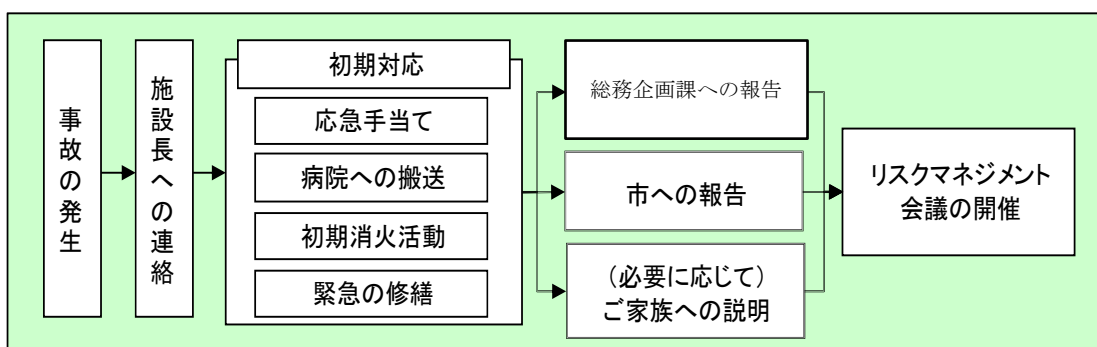 事故の発生
施設長への連絡
初期対応
応急手当て
病院への搬送
初期消火活動
緊急の修繕
総務企画課への報告
市への報告
(必要に応じて)
ご家族への説明
リスクマネジメント
会議の開催